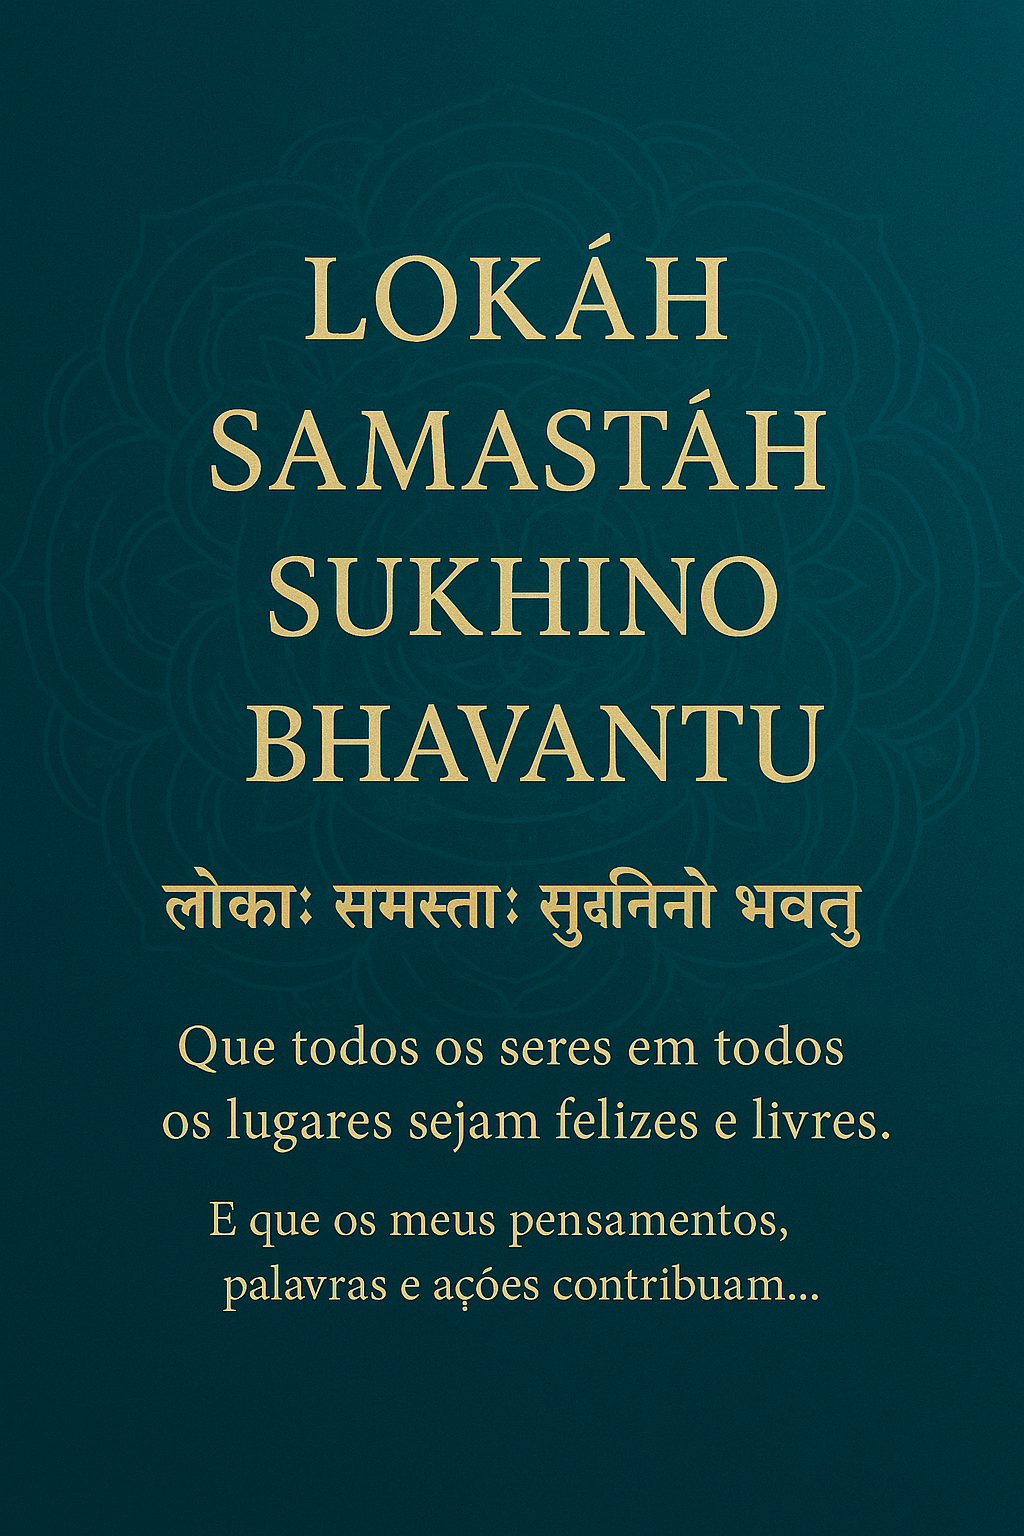 LOKÁH
SAMASTÁH
SUKHINO
BHAVANTU
लोकाः समस्ताः सुदनिनो भवतु
Que todos os seres em todos
os lugares sejam felizes e livres.
E que os meus pensamentos,
palavras e açóes contribuam...